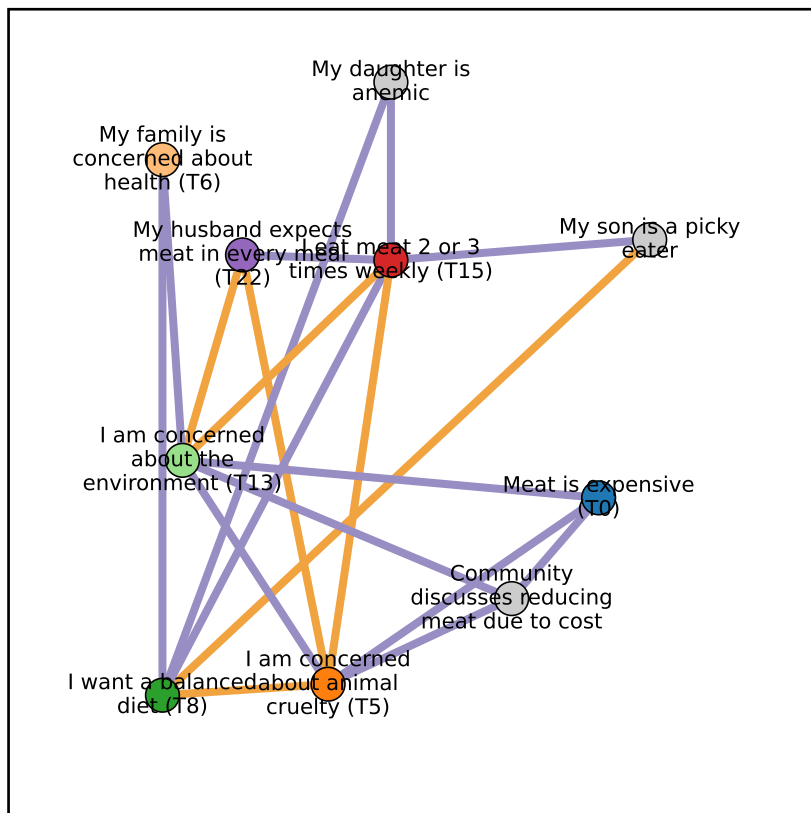 My daughter is
anemic
My family is
concerned about
health (T6)
My husband expects
meat in every meal
(T22)
I eat meat 2 or 3
times weekly (T15)
My son is a picky
eater
I am concerned
about the
environment (T13)
Meat is expensive
(T0)
Community
discusses reducing
meat due to cost
I want a balanced
diet (T8)
I am concerned
about animal
cruelty (T5)